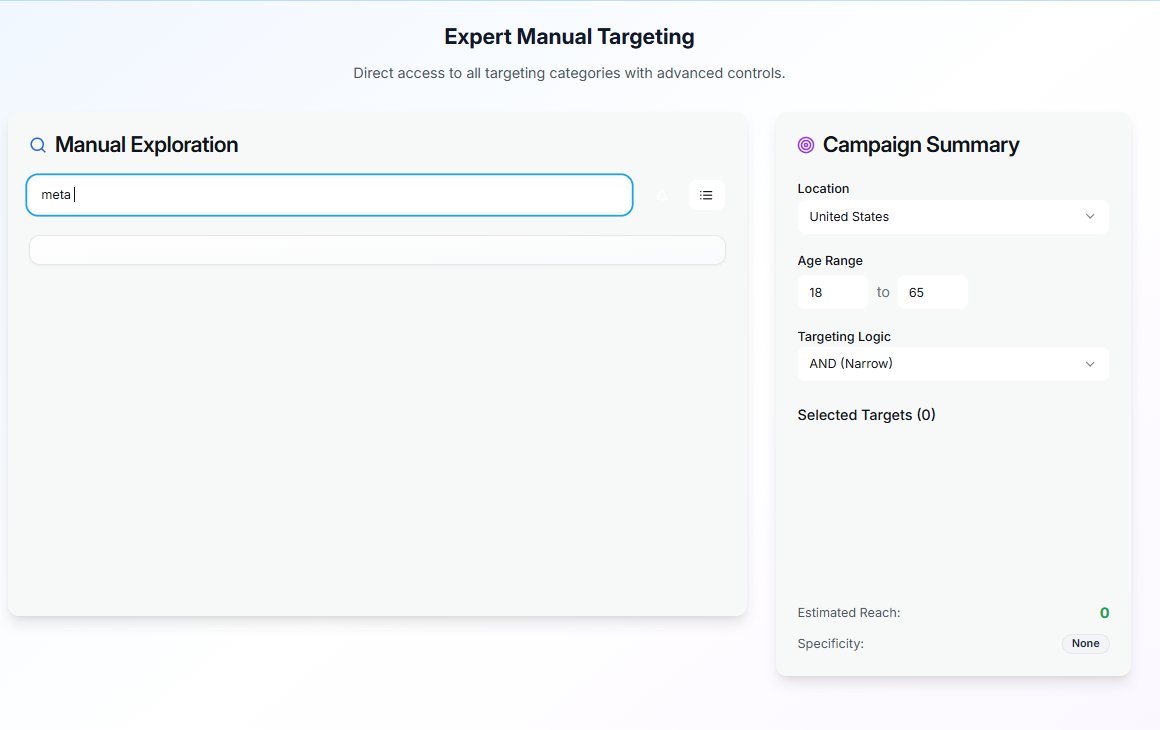 Expert Manual Targeting
Direct access to all targeting categories with advanced controls.
Manual Exploration
meta
Campaign Summary
Location
United States
Age Range
18 to 65
Targeting Logic
AND (Narrow)
Selected Targets (0)
Estimated Reach: 0
Specificity: None